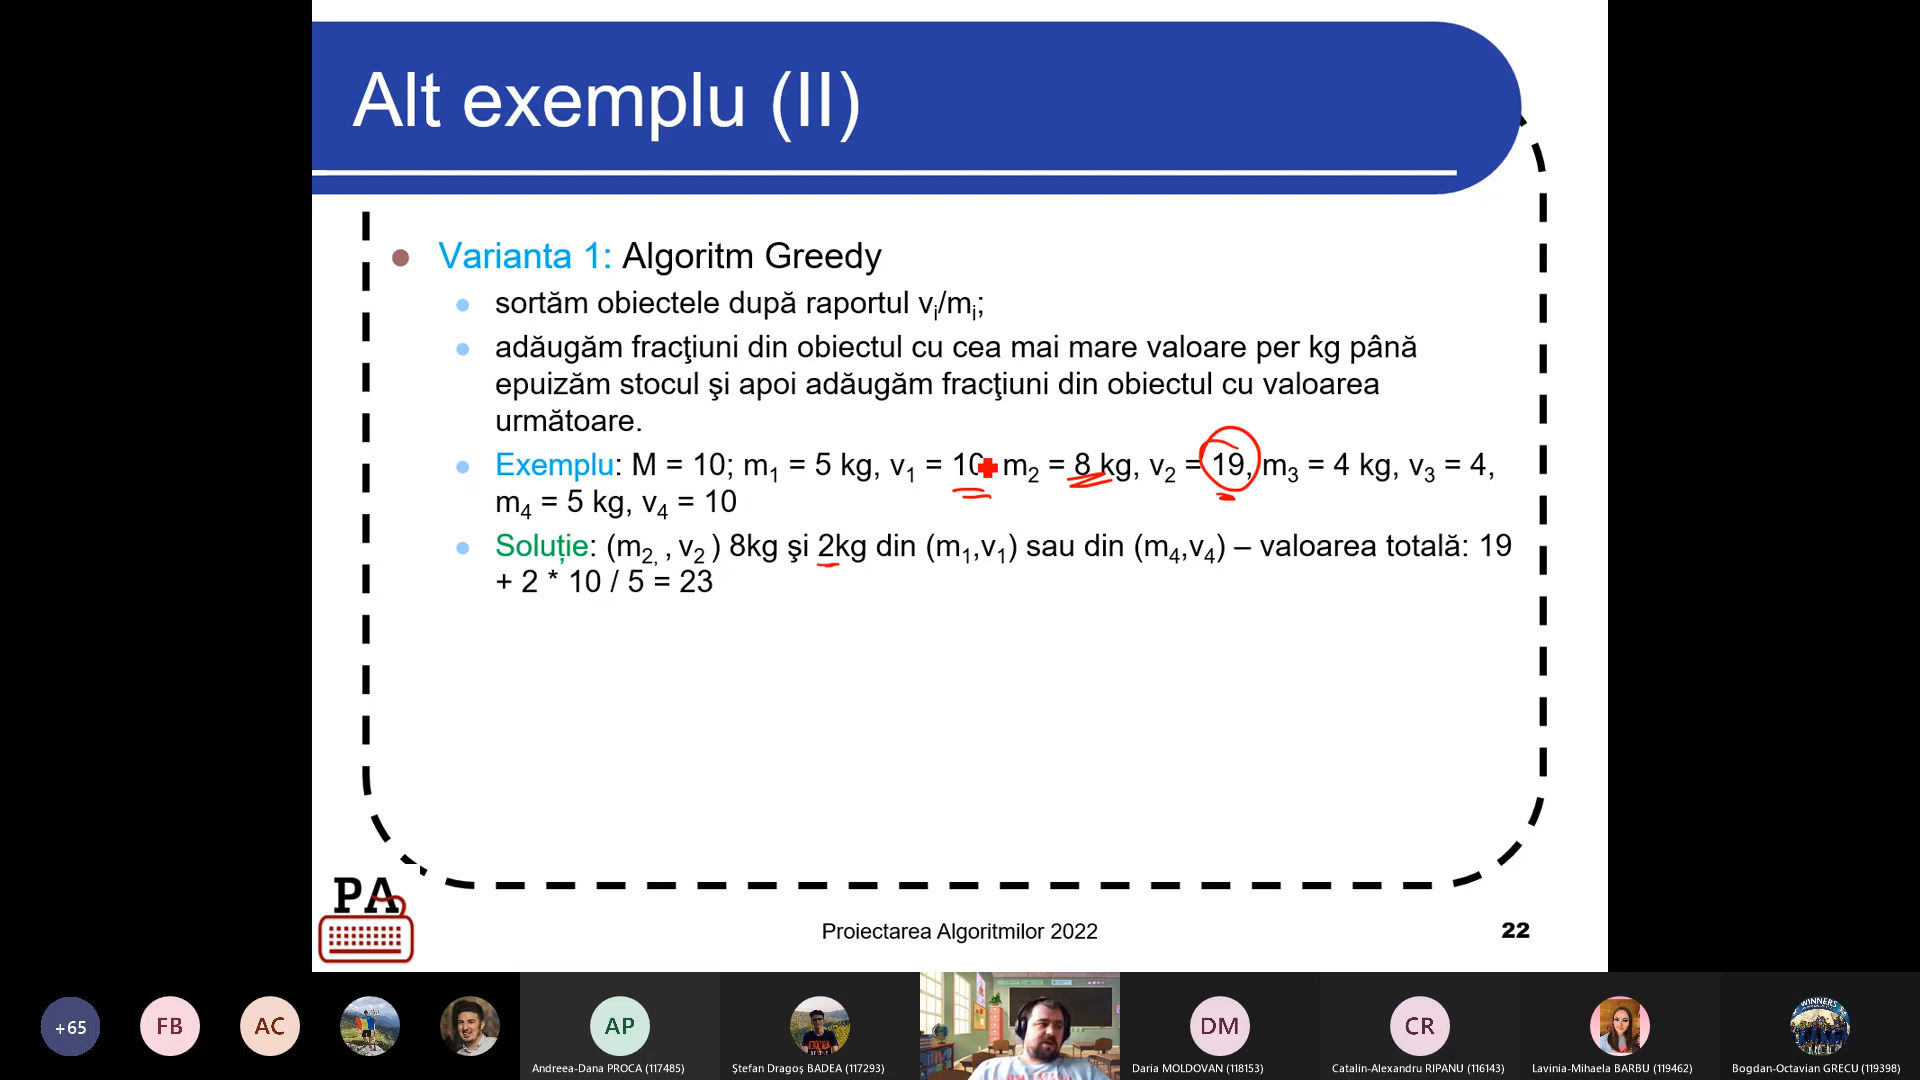 Alt exemplu (II)
Varianta 1: Algoritm Greedy
sortăm obiectele după raportul vi/mi;
adăugăm fracţiuni din obiectul cu cea mai mare valoare per kg până
epuizăm stocul şi apoi adăugăm fracţiuni din obiectul cu valoarea
următoare.
Exemplu: M = 10; m1 = 5 kg, v1 = 10 m2 = 8 kg, v2 = 19, m3 = 4 kg, v3 = 4,
m4 = 5 kg, v4 = 10
Soluție: (m2, , v2 ) 8kg şi 2kg din (m1,v1) sau din (m4,v4) – valoarea totală: 19
+ 2 * 10 / 5 = 23
PA
Proiectarea Algoritmilor 2022
22
+65
FB
AC
AP
DM
CR
WINNERS
Andreea-Dana PROCA (117485)
Ștefan Dragoș BADEA (117293)
Daria MOLDOVAN (118153)
Catalin-Alexandru RIPANU (116143)
Lavinia-Mihaela BARBU (119462)
Bogdan-Octavian GRECU (119398)